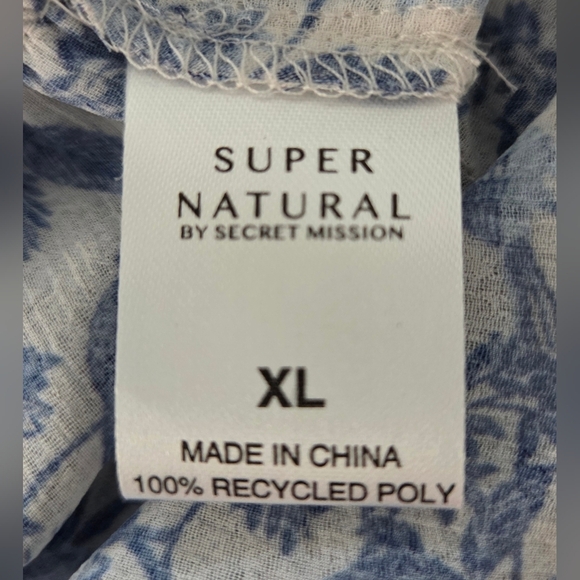 SUPER
NATURAL
BY SECRET MISSION
XL
MADE IN CHINA
100% RECYCLED POLY